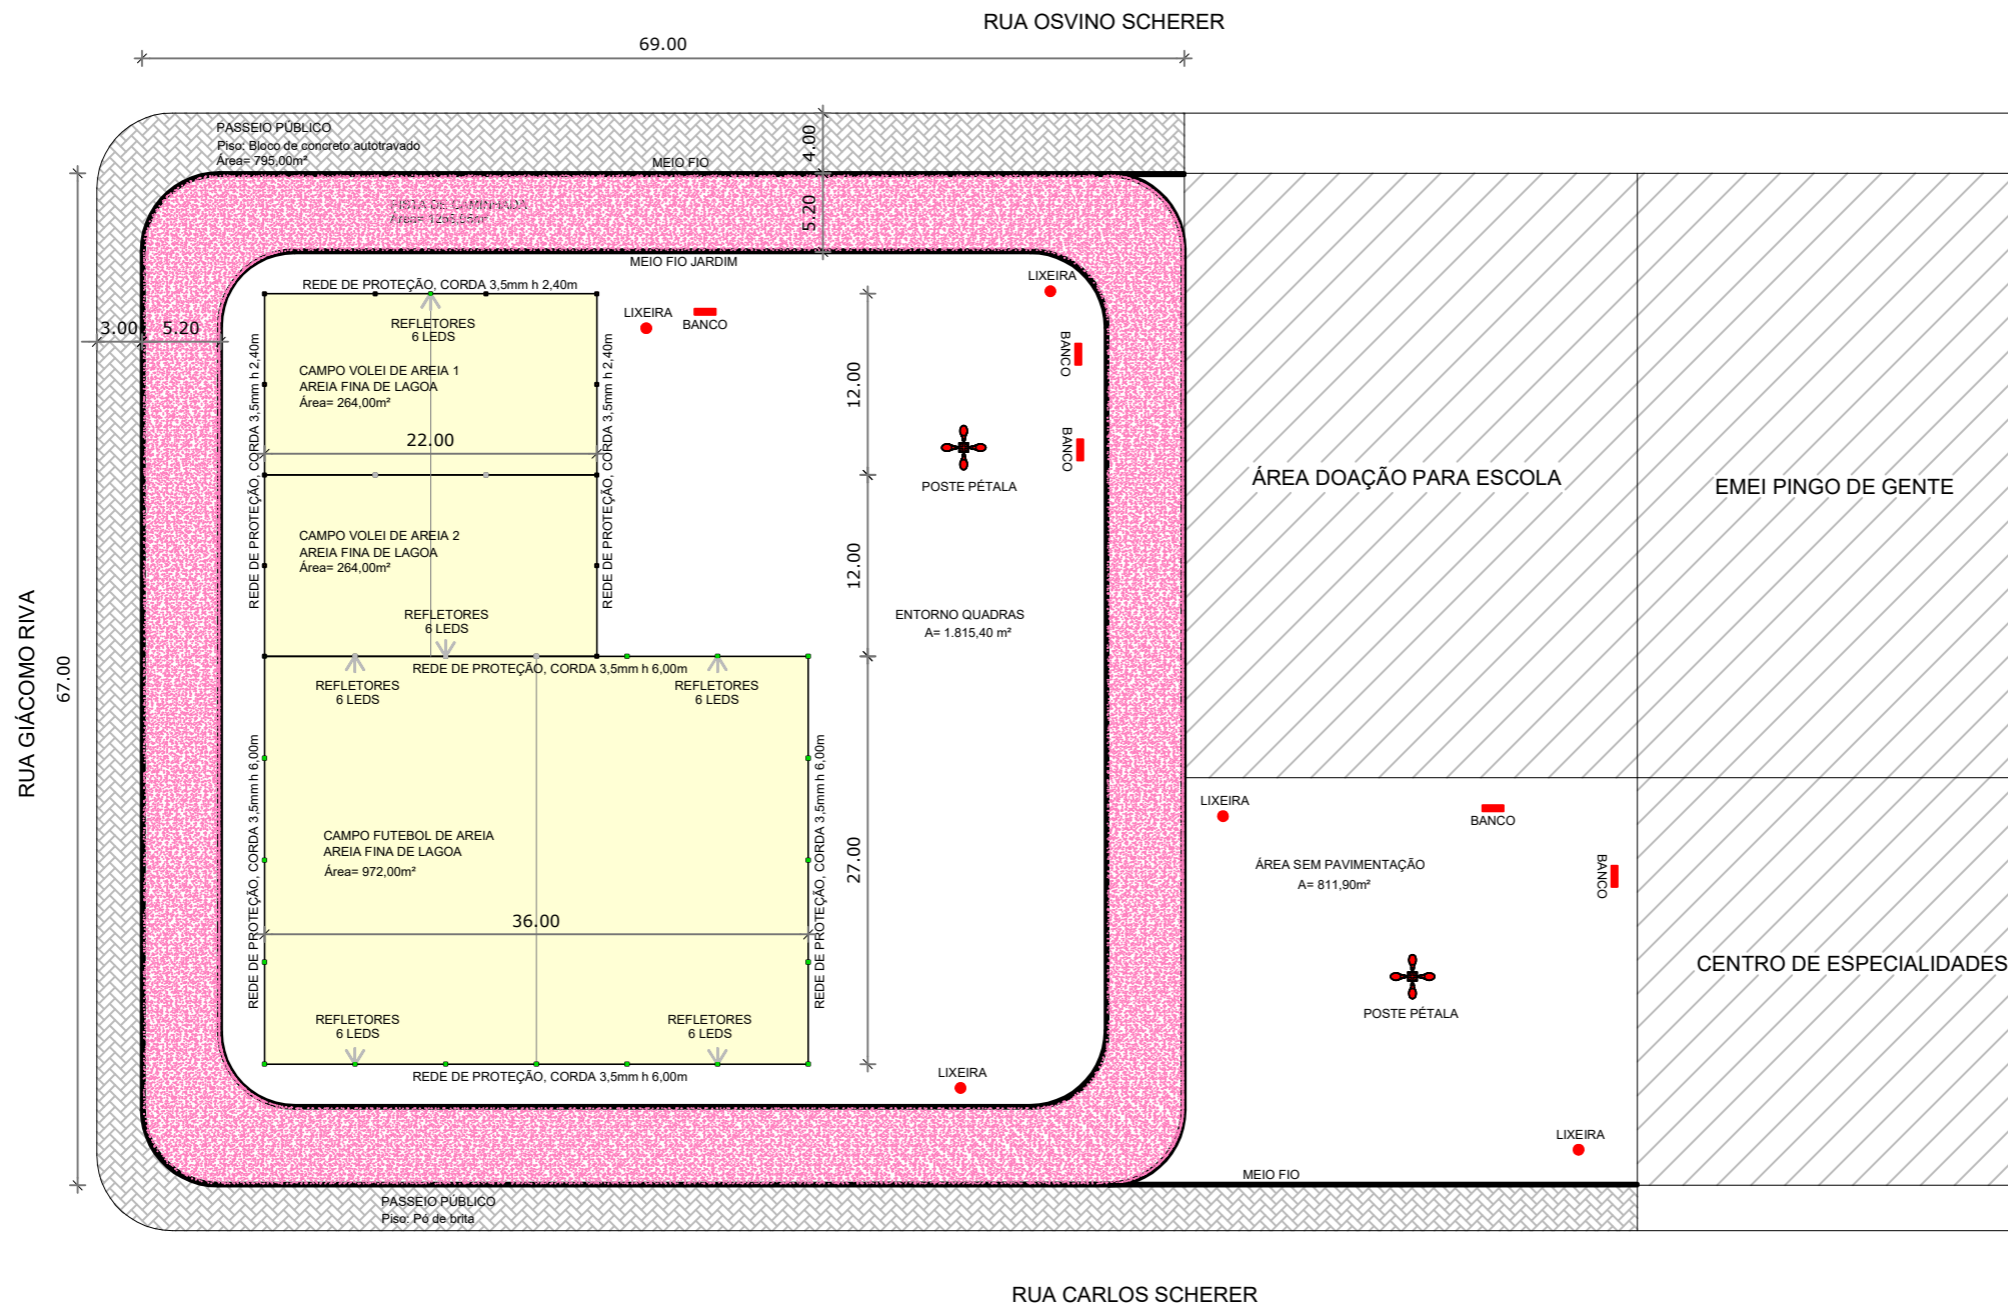 RUA OSVINO SCHERER
69.00
PASSEIO PÚBLICO
Piso: Bloco de concreto autotravado
Área= 795,00m²
MEIO FIO
4.00
5.20
PISTA DE CAMINHADA
MEIO FIO JARDIM
REDE DE PROTEÇÃO, CORDA 3,5mm h 2,40m
LIXEIRA
LIXEIRA
BANCO
REFLETORES
6 LEDS
3.00
5.20
BANCO
REDE DE PROTEÇÃO, CORDA 3,5mm h 2,40m
REDE DE PROTEÇÃO, CORDA 3,5mm h 2,40m
CAMPO VOLEI DE AREIA 1
AREIA FINA DE LAGOA
Área= 264,00m²
12.00
22.00
BANCO
POSTE PÉTALA
ÁREA DOAÇÃO PARA ESCOLA
EMEI PINGO DE GENTE
CAMPO VOLEI DE AREIA 2
AREIA FINA DE LAGOA
Área= 264,00m²
12.00
REFLETORES
6 LEDS
ENTORNO QUADRAS
A= 1.815,40 m²
RUA GIÁCOMO RIVA
67.00
REDE DE PROTEÇÃO, CORDA 3,5mm h 6,00m
REFLETORES
6 LEDS
REFLETORES
6 LEDS
REDE DE PROTEÇÃO, CORDA 3,5mm h 6,00m
REDE DE PROTEÇÃO, CORDA 3,5mm h 6,00m
CAMPO FUTEBOL DE AREIA
AREIA FINA DE LAGOA
Área= 972,00m²
27.00
36.00
LIXEIRA
BANCO
BANCO
ÁREA SEM PAVIMENTAÇÃO
A= 811,90m²
CENTRO DE ESPECIALIDADES
POSTE PÉTALA
REFLETORES
6 LEDS
REFLETORES
6 LEDS
REDE DE PROTEÇÃO, CORDA 3,5mm h 6,00m
LIXEIRA
LIXEIRA
MEIO FIO
PASSEIO PÚBLICO
Piso: Pó de brita
RUA CARLOS SCHERER